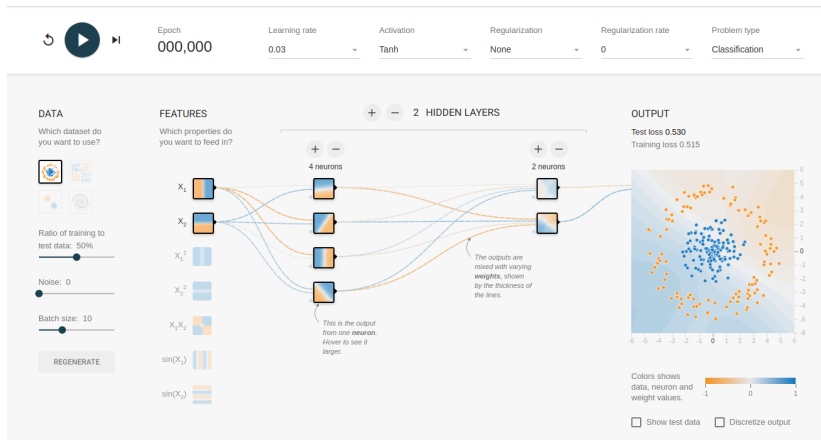 Epoch
000,000
Learning rate
0.03
Activation
Tanh
Regularization
None
Regularization rate
0
Problem type
Classification
DATA
Which dataset do
you want to use?
Ratio of training to
test data: 50%
Noise: 0
Batch size: 10
REGENERATE
FEATURES
Which properties do
you want to feed in?
X₁
X₂
X₁²
X₂²
X₁X₂
sin(X₁)
sin(X₂)
+ − 2 HIDDEN LAYERS
+ −
4 neurons
+ −
2 neurons
This is the output
from one neuron.
Hover to see it
larger.
The outputs are
mixed with varying
weights, shown
by the thickness of
the lines.
OUTPUT
Test loss 0.530
Training loss 0.515
6
5
4
3
2
1
0
-1
-2
-3
-4
-5
-6
-6 -5 -4 -3 -2 -1 0 1 2 3 4 5 6
Colors shows
data, neuron and
weight values.
-1 0 1
Show test data
Discretize output